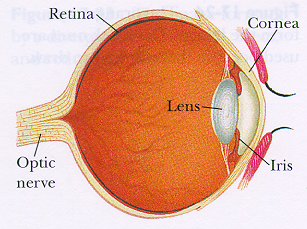 Retina
Cornea
Lens
Iris
Optic
nerve